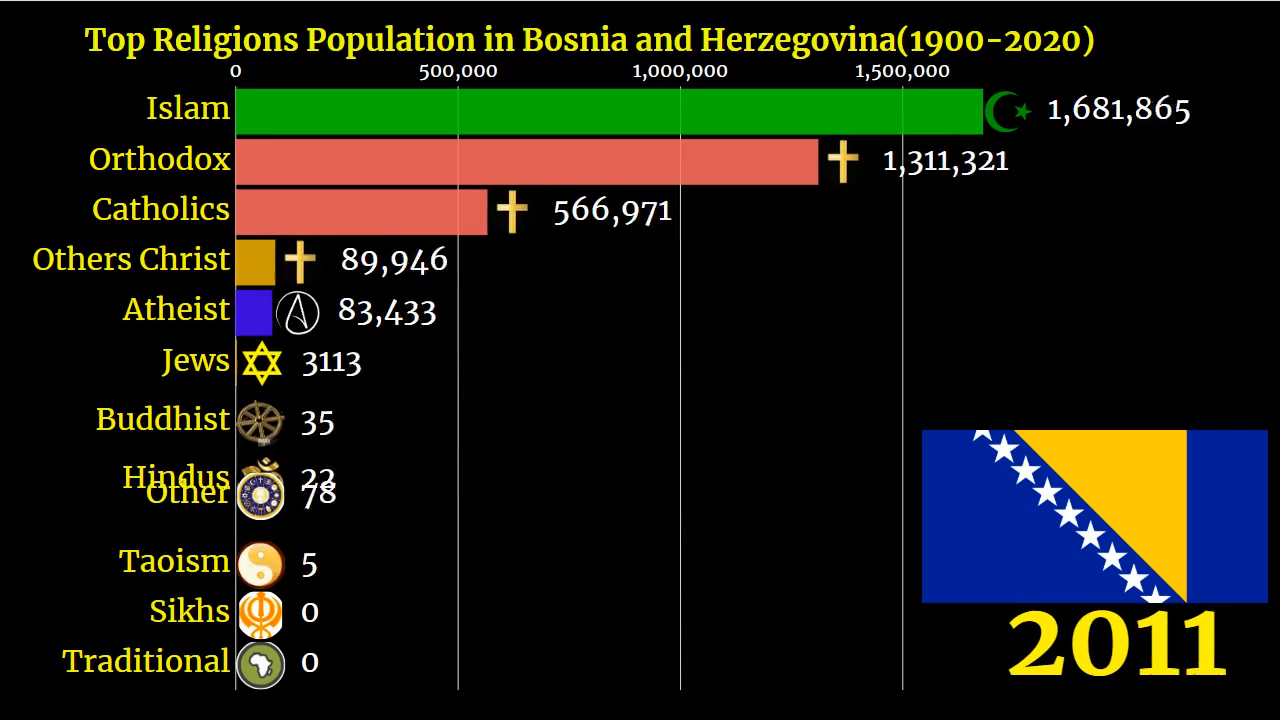 Top Religions Population in Bosnia and Herzegovina(1900-2020)
0 500,000 1,000,000 1,500,000
Islam 1,681,865
Orthodox 1,311,321
Catholics 566,971
Others Christ 89,946
Atheist 83,433
Jews 3113
Buddhist 35
Hindus 22
Other 78
Taoism 5
Sikhs 0
Traditional 0
2011